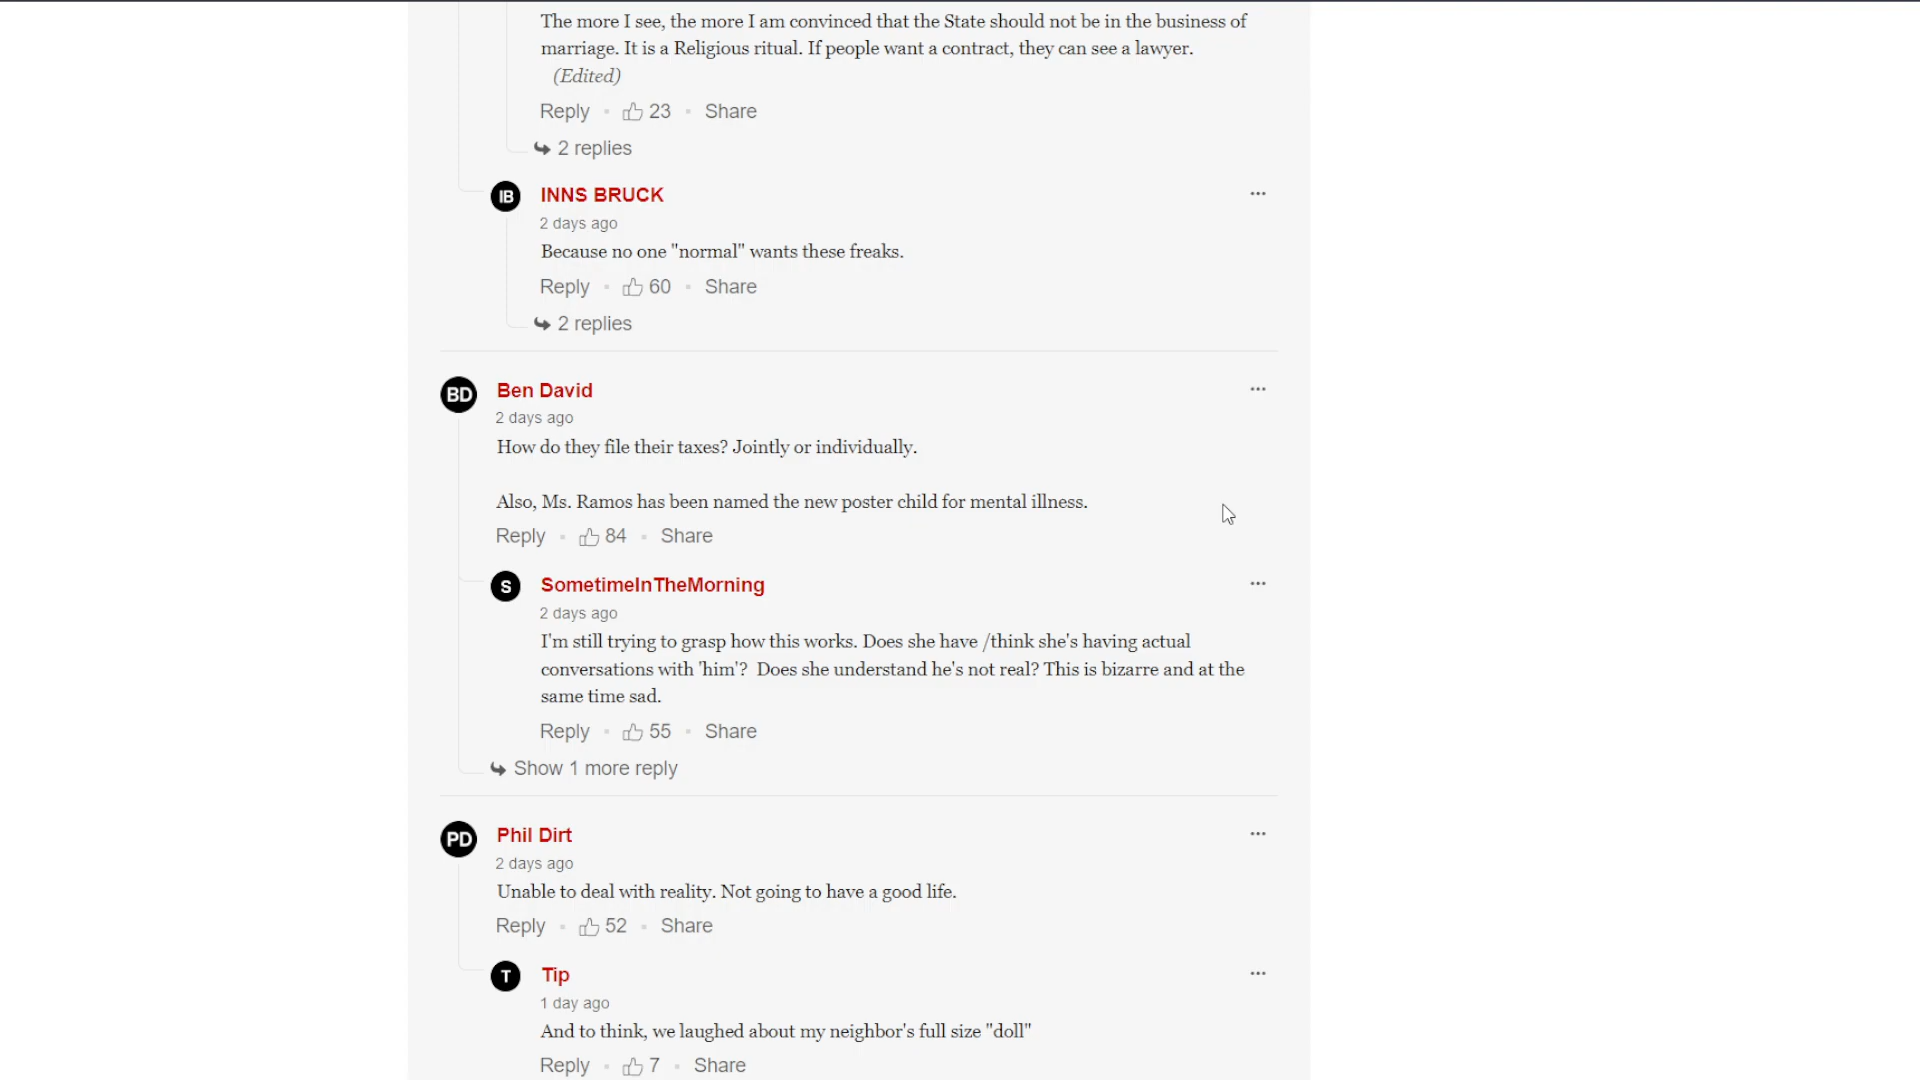 The more I see, the more I am convinced that the State should not be in the business of
marriage. It is a Religious ritual. If people want a contract, they can see a lawyer.
(Edited)
Reply 23 Share
2 replies
IB INNS BRUCK
2 days ago
Because no one "normal" wants these freaks.
Reply 60 Share
2 replies
BD Ben David
2 days ago
How do they file their taxes? Jointly or individually.
Also, Ms. Ramos has been named the new poster child for mental illness.
Reply 84 Share
S SometimeInTheMorning
2 days ago
I'm still trying to grasp how this works. Does she have /think she's having actual
conversations with 'him'?  Does she understand he's not real? This is bizarre and at the
same time sad.
Reply 55 Share
Show 1 more reply
PD Phil Dirt
2 days ago
Unable to deal with reality. Not going to have a good life.
Reply 52 Share
T Tip
1 day ago
And to think, we laughed about my neighbor's full size "doll"
Reply 7 Share